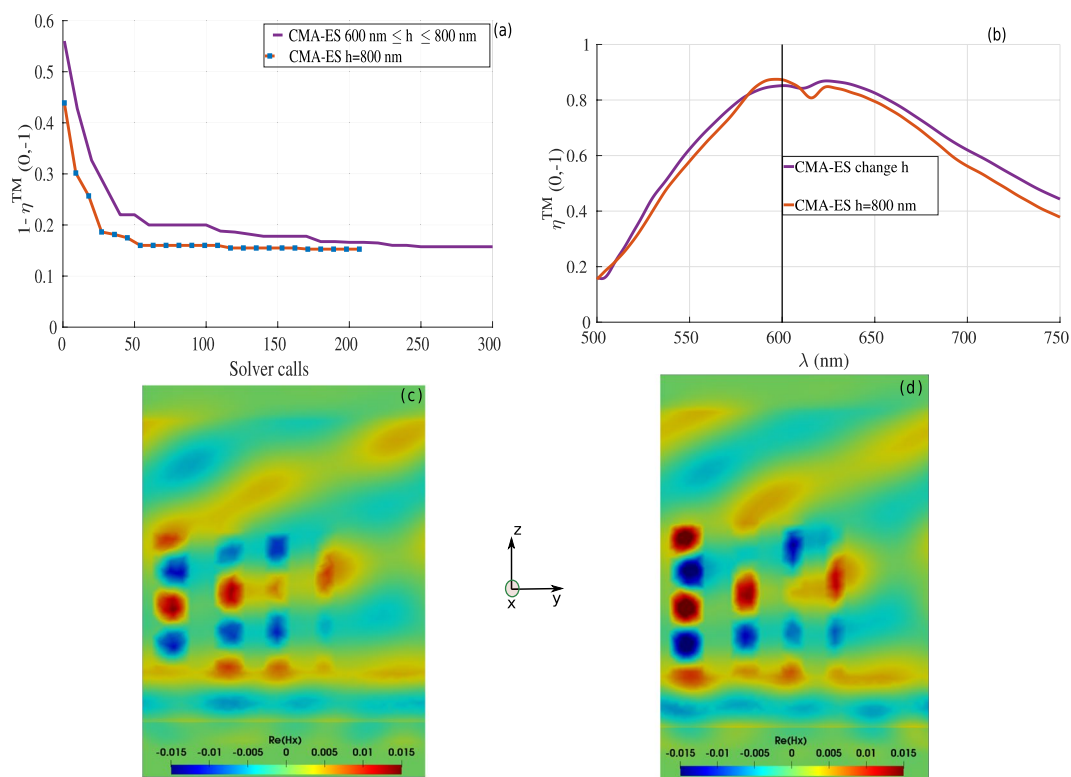 (a)
0.6
0.5
0.4
0.3
0.2
0.1
0
1- η^TM (0,-1)
CMA-ES 600 nm ≤ h ≤ 800 nm
CMA-ES h=800 nm
0 50 100 150 200 250 300
Solver calls
(b)
1
0.8
0.6
0.4
0.2
0
η^TM (0,-1)
CMA-ES change h
CMA-ES h=800 nm
500 550 600 650 700 750
λ (nm)
(c)
Re(Hx)
-0.015 -0.01 -0.005 0 0.005 0.01 0.015
z
x
y
(d)
Re(Hx)
-0.015 -0.01 -0.005 0 0.005 0.01 0.015